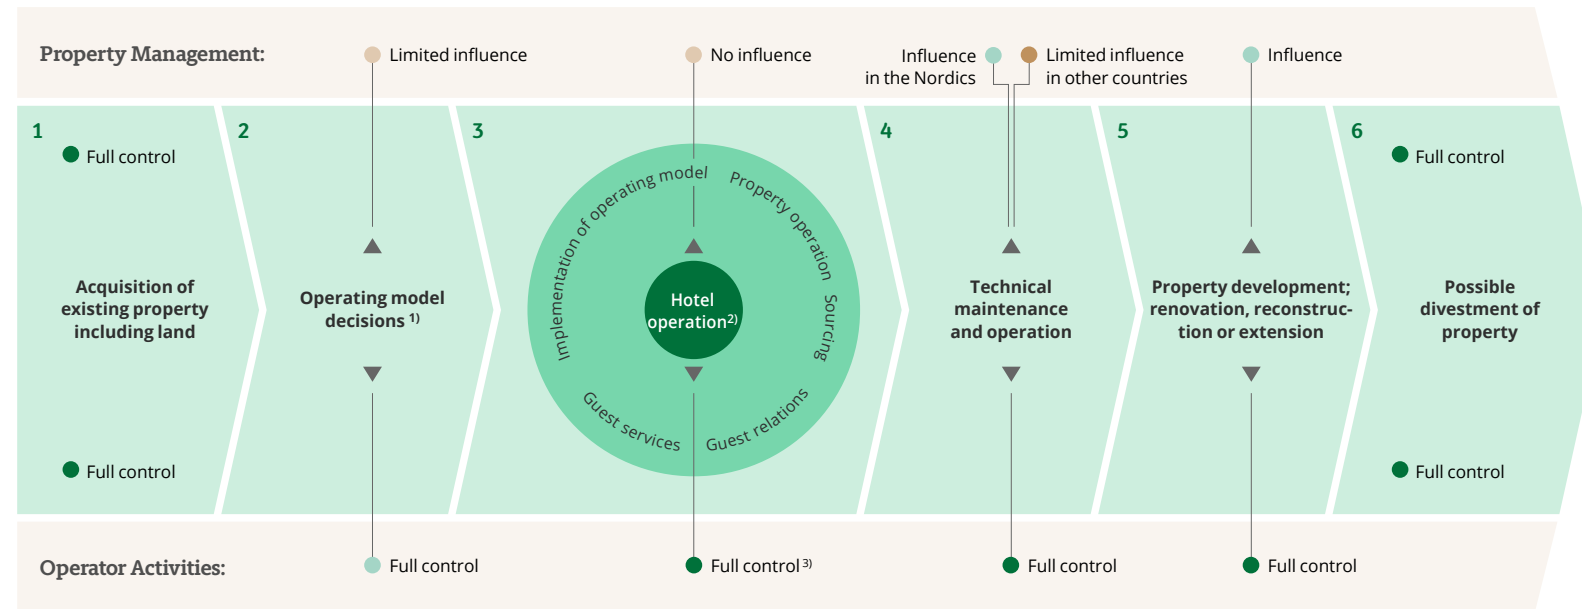 Property Management:
Limited influence
No influence
Influence
in the Nordics
Limited influence
in other countries
Influence
1
Full control
Acquisition of
existing property
including land
Full control
2
Operating model
decisions 1)
3
Implementation of operating model
Property operation
Sourcing
Guest relations
Guest services
Hotel
operation2)
4
Technical
maintenance
and operation
5
Property development;
renovation, reconstruc-
tion or extension
6
Full control
Possible
divestment of
property
Full control
Operator Activities:
Full control
Full control 3)
Full control
Full control